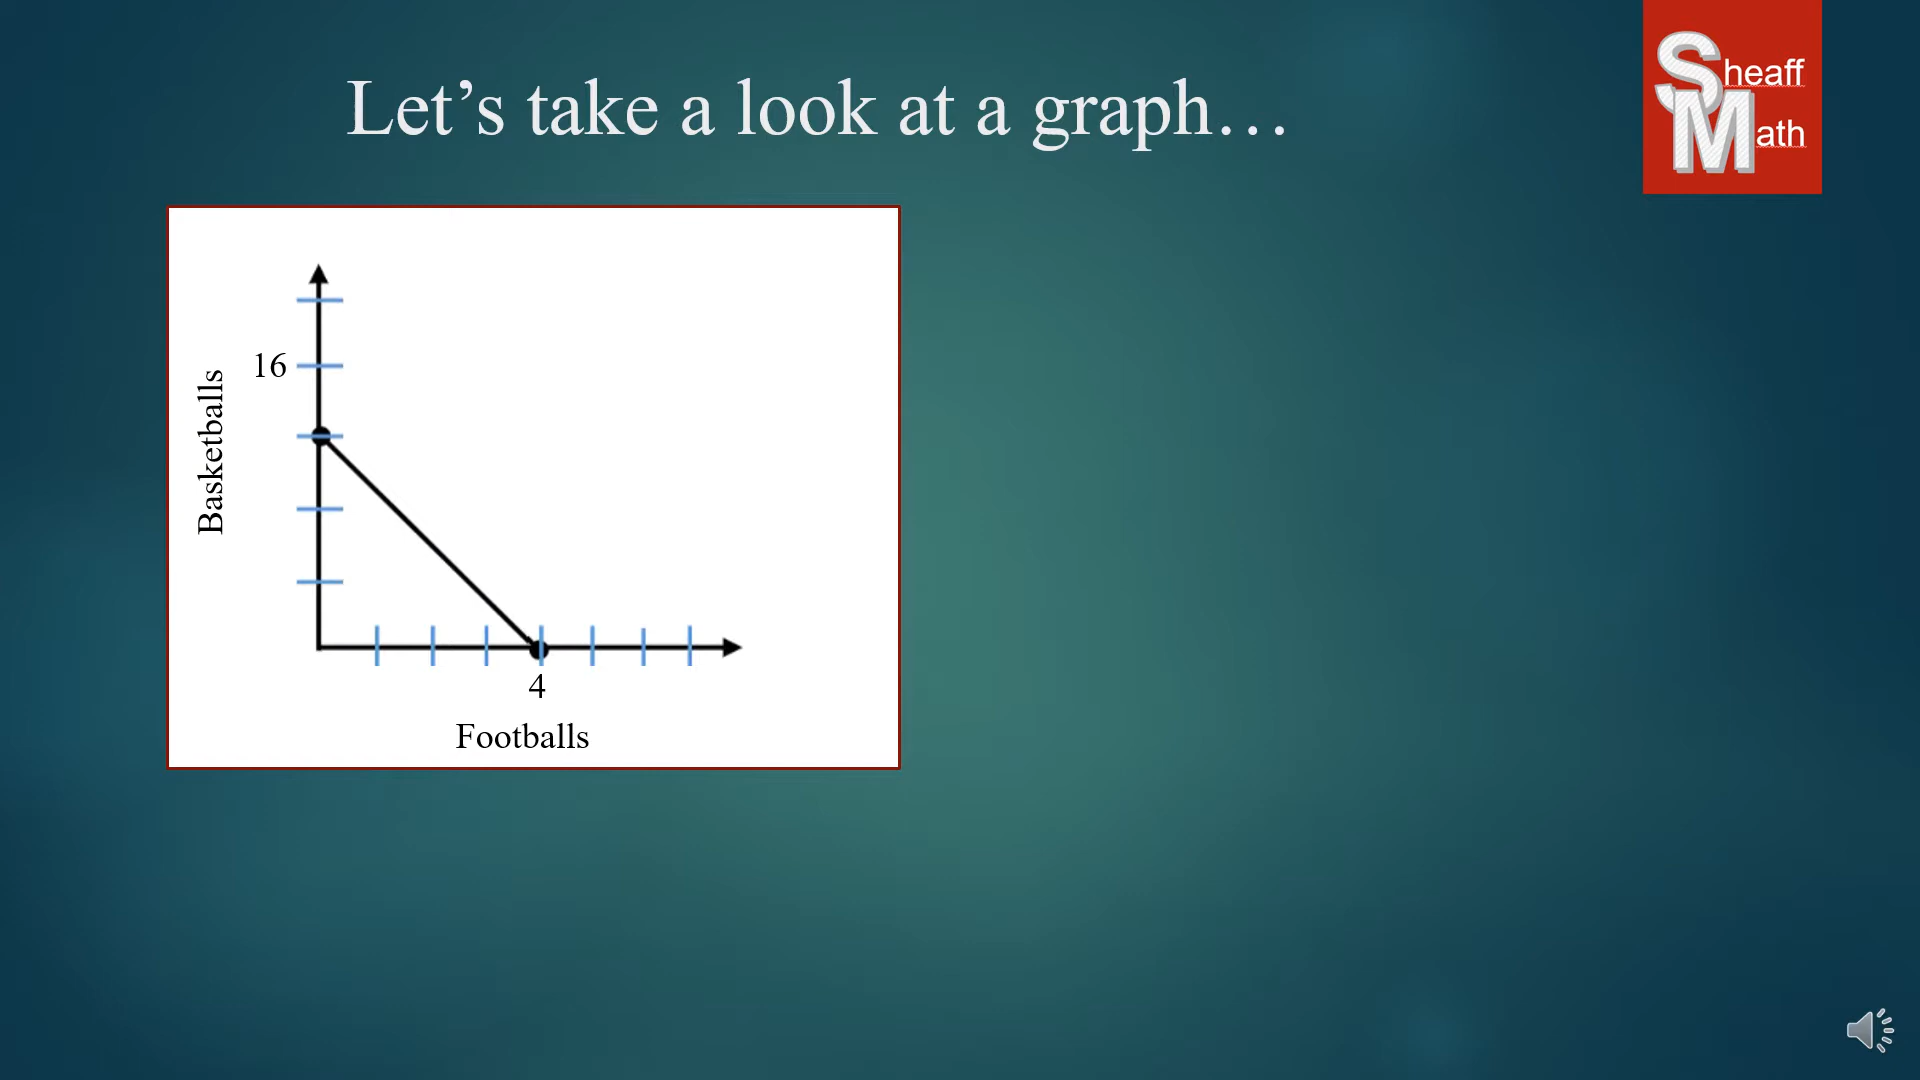 Let’s take a look at a graph…
Sheaff
Math
16
Basketballs
4
Footballs